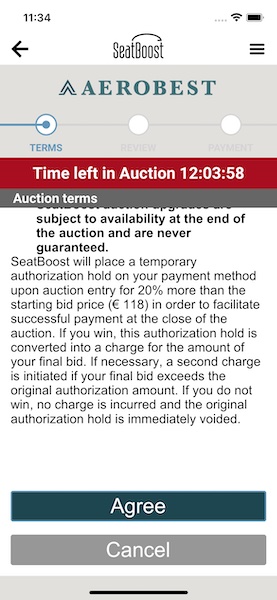 11:34
SeatBoost
AEROBEST
TERMS
REVIEW
PAYMENT
Time left in Auction 12:03:58
Auction terms
SeatBoost auction upgrades are
subject to availability at the end of
the auction and are never
guaranteed.
SeatBoost will place a temporary
authorization hold on your payment method
upon auction entry for 20% more than the
starting bid price (€ 118) in order to facilitate
successful payment at the close of the
auction. If you win, this authorization hold is
converted into a charge for the amount of
your final bid. If necessary, a second charge
is initiated if your final bid exceeds the
original authorization amount. If you do not
win, no charge is incurred and the original
authorization hold is immediately voided.
Agree
Cancel